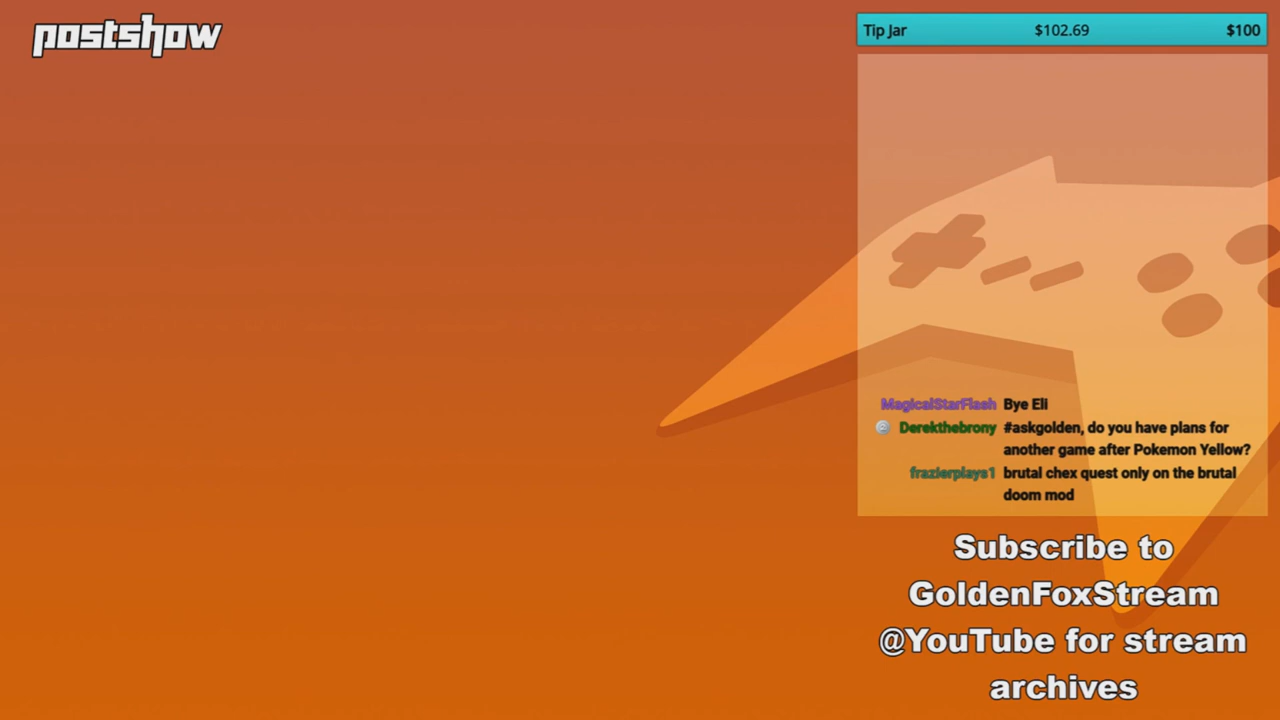 postshow
Tip Jar $102.69 $100
MagicalStarFlash Bye Eli
Derekthebrony #askgolden, do you have plans for
another game after Pokemon Yellow?
frazierplays1 brutal chex quest only on the brutal
doom mod
Subscribe to
GoldenFoxStream
@YouTube for stream
archives